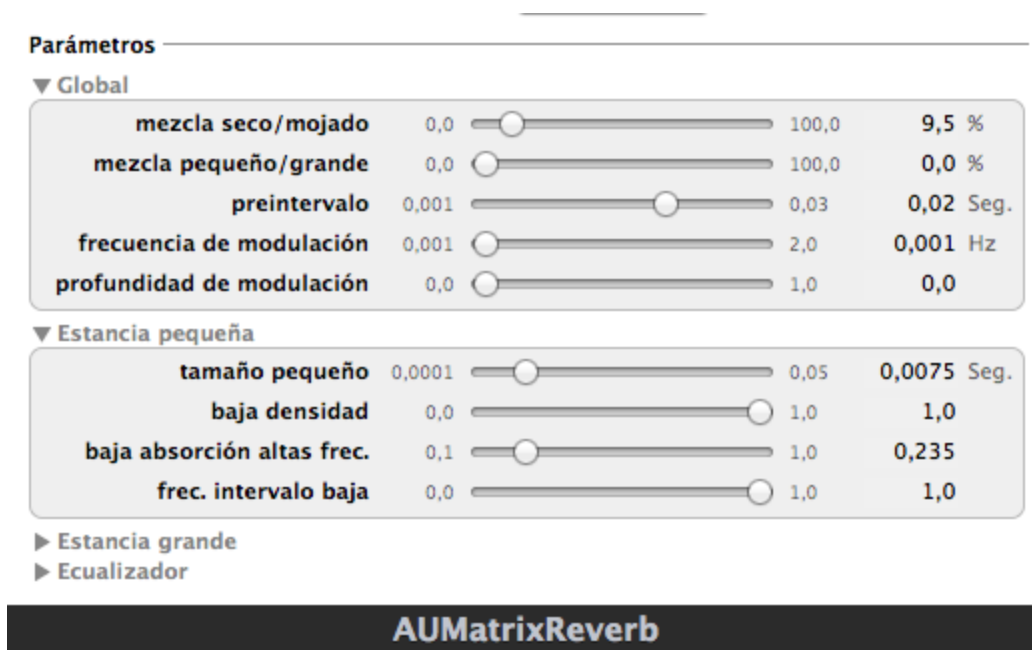 Parámetros
Global
mezcla seco/mojado 0,0 100,0 9,5 %
mezcla pequeño/grande 0,0 100,0 0,0 %
preintervalo 0,001 0,03 0,02 Seg.
frecuencia de modulación 0,001 2,0 0,001 Hz
profundidad de modulación 0,0 1,0 0,0
Estancia pequeña
tamaño pequeño 0,0001 0,05 0,0075 Seg.
baja densidad 0,0 1,0 1,0
baja absorción altas frec. 0,1 1,0 0,235
frec. intervalo baja 0,0 1,0 1,0
Estancia grande
Ecualizador
AUMatrixReverb